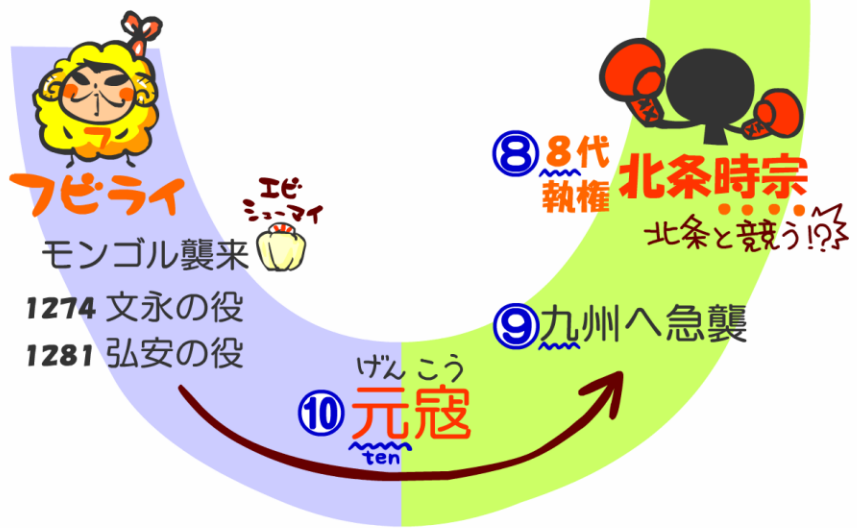 フ
フビライ
エビ
シューマイ
モンゴル襲来
1274 文永の役
1281 弘安の役
⑧ 8代
執権
北条時宗
北条と競う!?
⑨ 九州へ急襲
げん こう
⑩ 元寇
ten